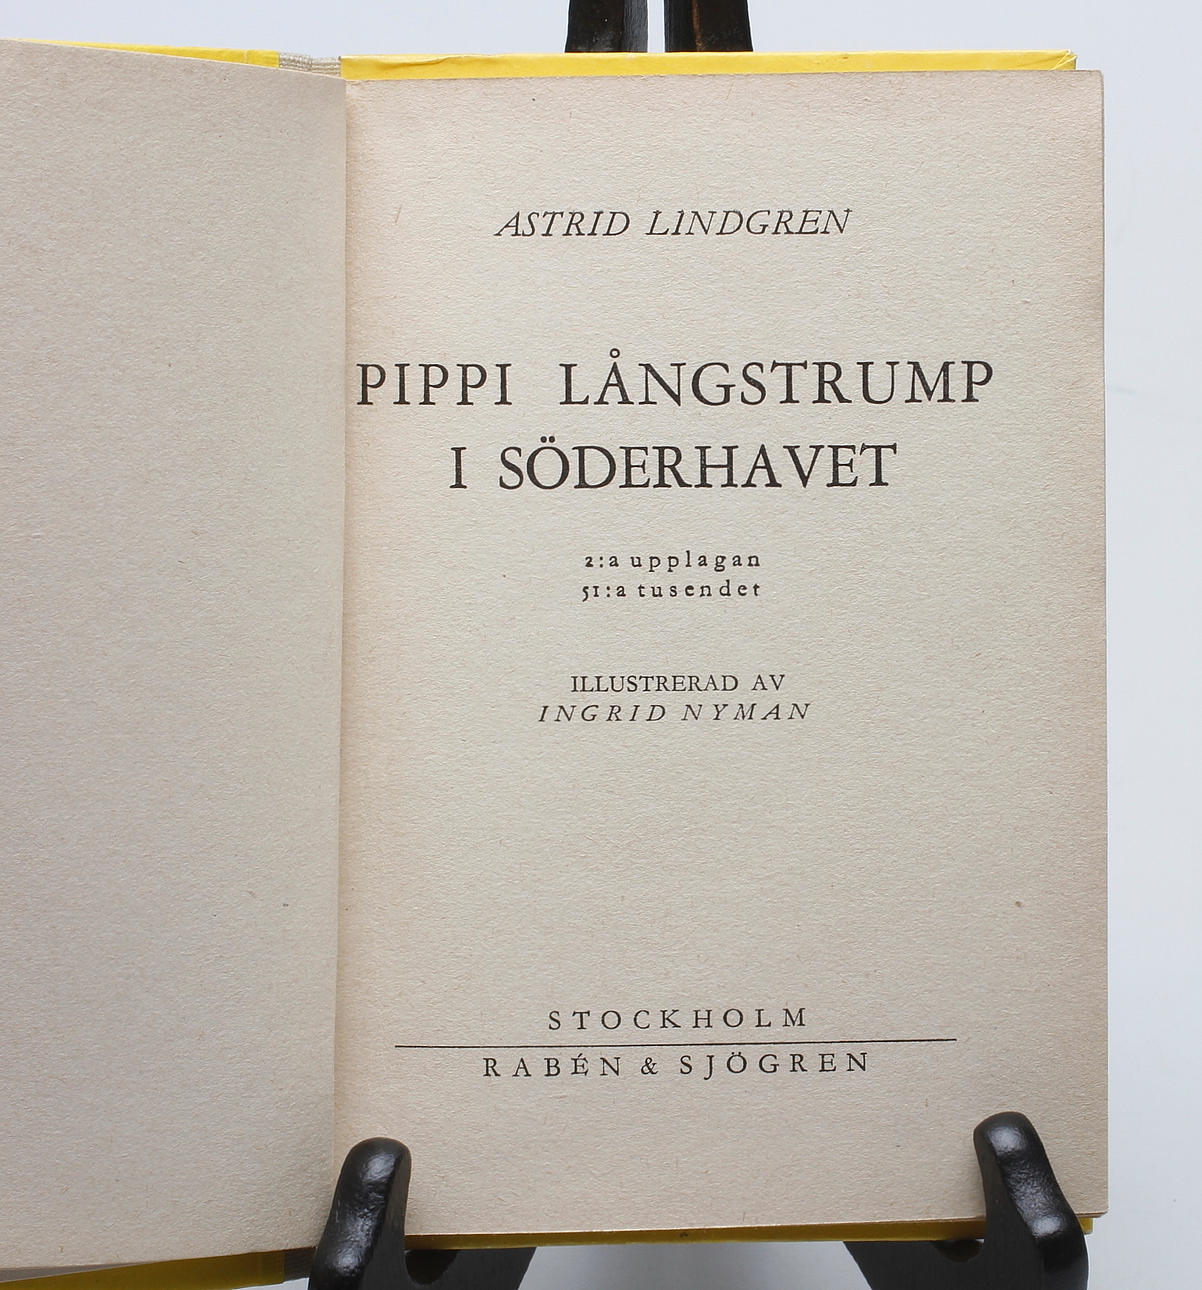 ASTRID LINDGREN
PIPPI LÅNGSTRUMP
I SÖDERHAVET
2:a upplagan
51:a tusendet
ILLUSTRERAD AV
INGRID NYMAN
STOCKHOLM
RABÉN & SJÖGREN